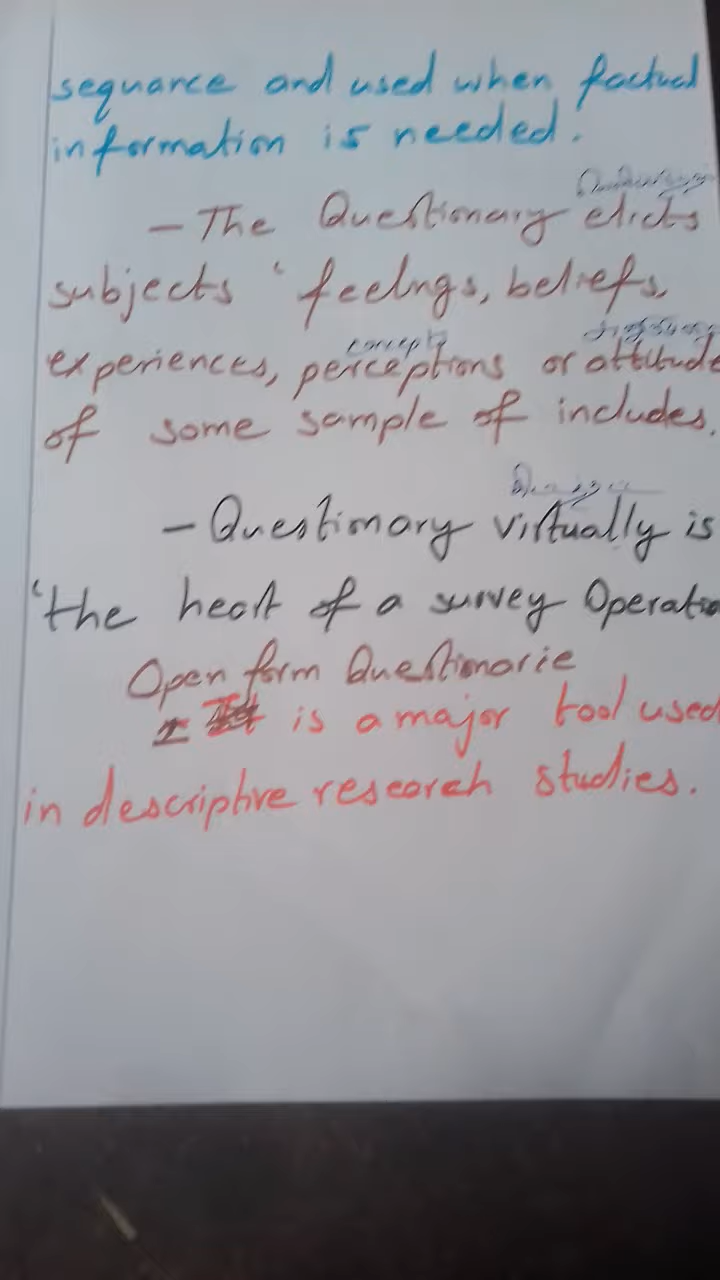 sequance and used when factual
information is needed.
— The Questionary elicts
subjects ' feelngs, beliefs,
concepts
experiences, perceptions or attitude
of some sample of includes.
— Questionary virtually is
'the heart of a survey Operatio
Open form Questionarie
is a major tool used
in descriptive research studies.